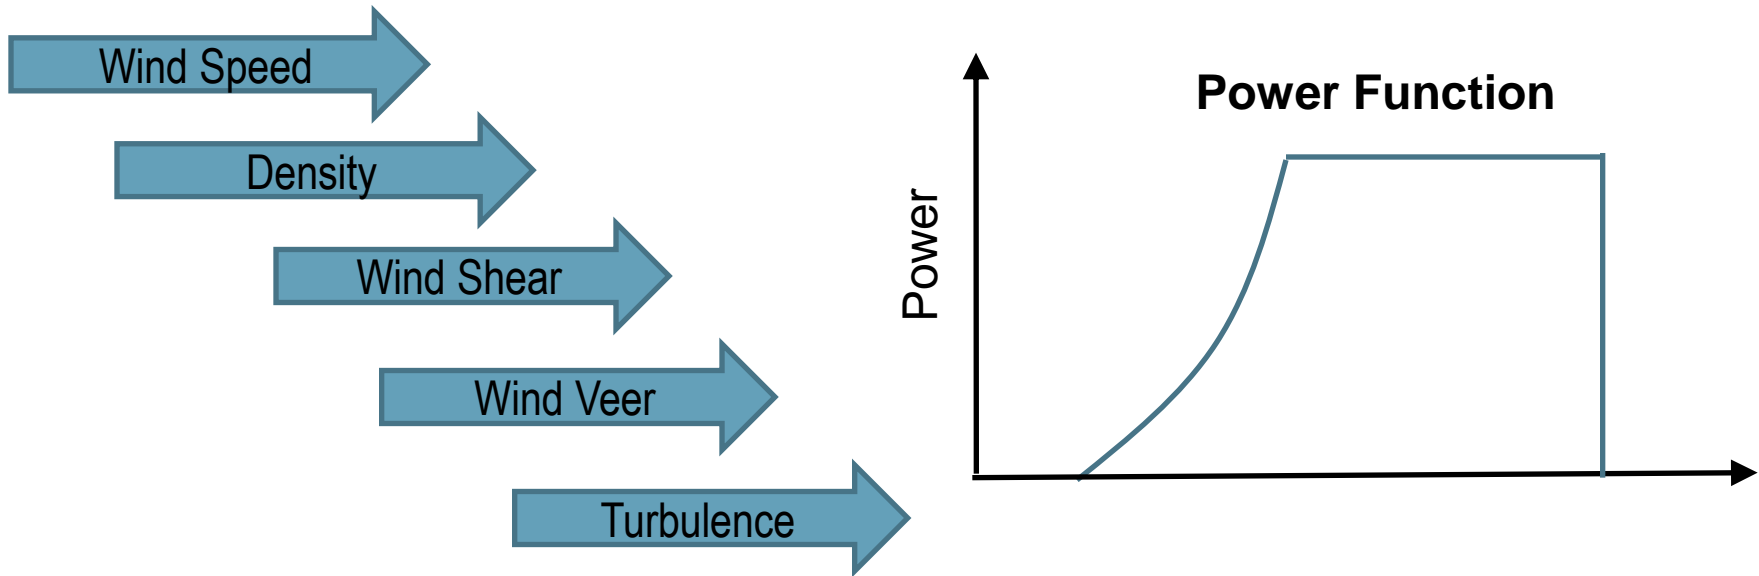 Wind Speed
Density
Wind Shear
Wind Veer
Turbulence
Power Function
Power